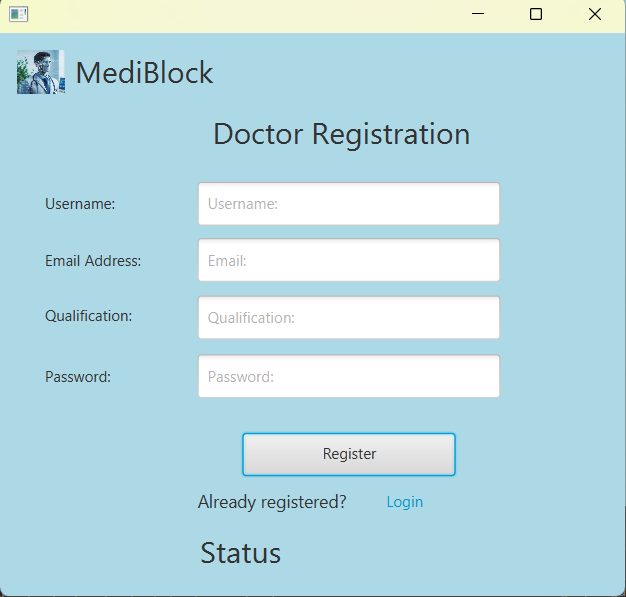 MediBlock
Doctor Registration
Username: Username:
Email Address: Email:
Qualification: Qualification:
Password: Password:
Register
Already registered? Login
Status